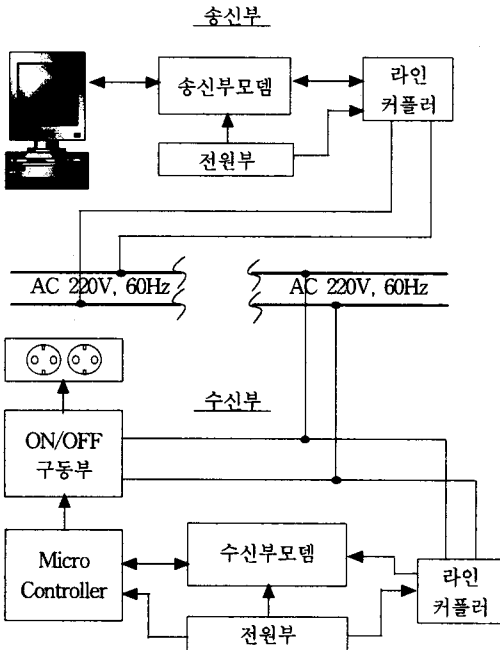 송신부
송신부모뎀
라인
커플러
전원부
AC 220V, 60Hz
AC 220V, 60Hz
수신부
ON/OFF
구동부
Micro
Controller
수신부모뎀
라인
커플러
전원부